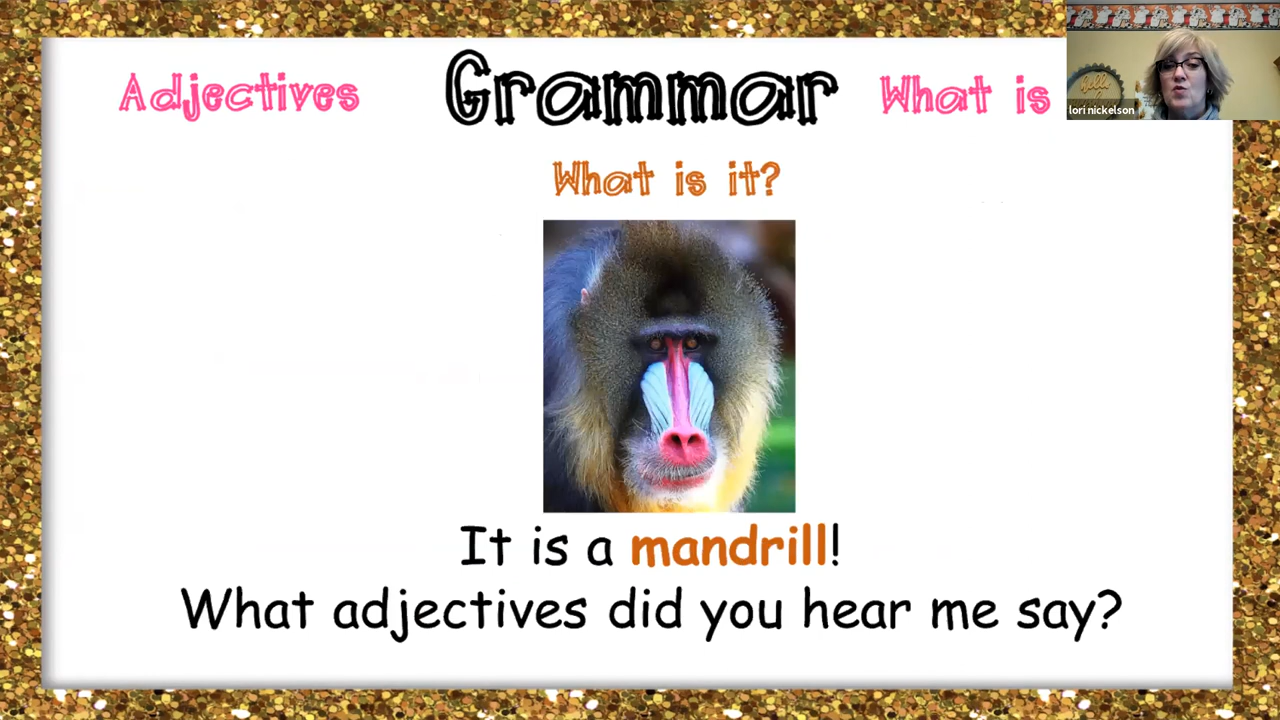 Adjectives Grammar What is
What is it?
It is a mandrill!
What adjectives did you hear me say?
lori nickelson
Hello